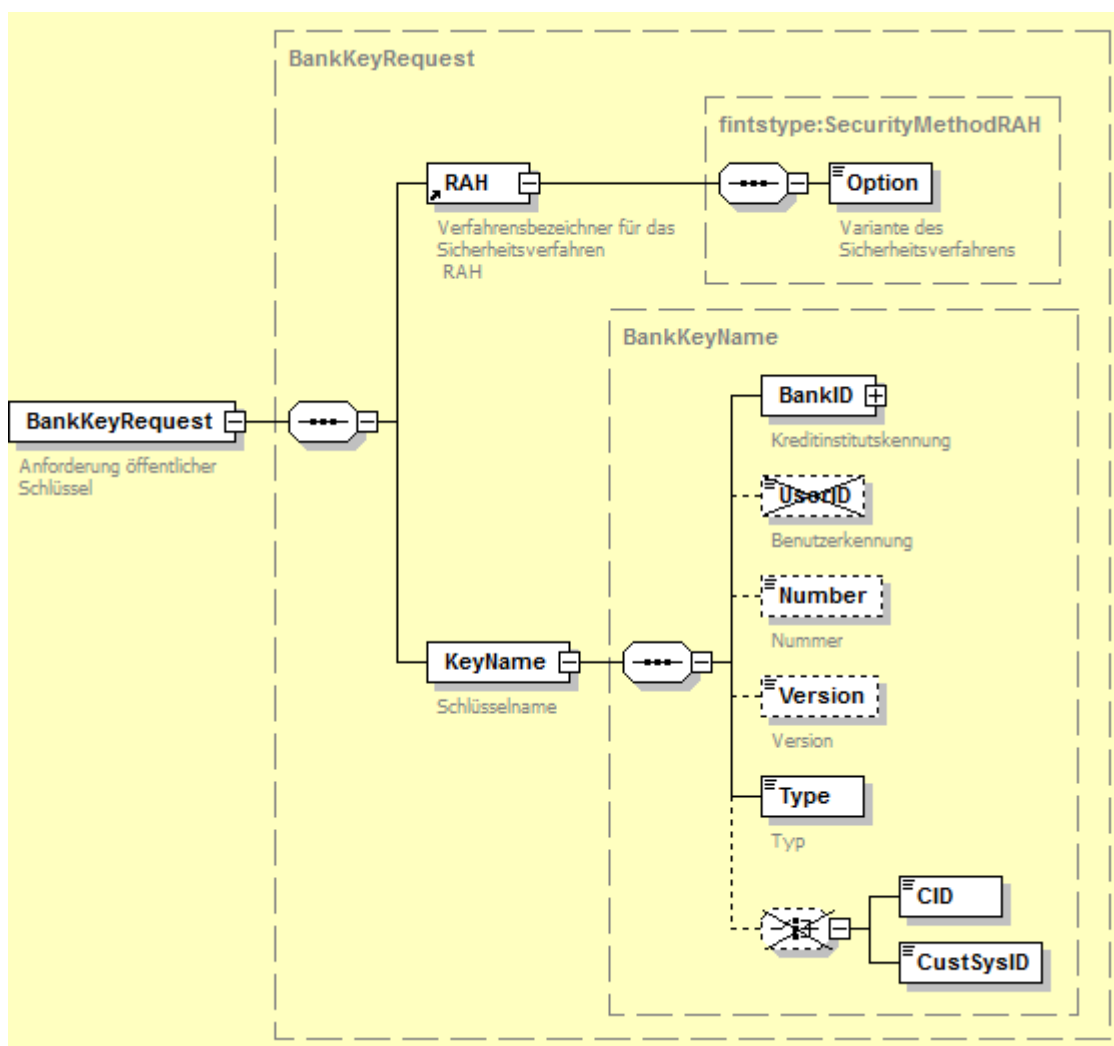 BankKeyRequest
fintstype:SecurityMethodRAH
RAH
Option
Verfahrensbezeichner für das
Sicherheitsverfahren
RAH
Variante des
Sicherheitsverfahrens
BankKeyName
BankID
Kreditinstitutskennung
BankKeyRequest
Anforderung öffentlicher
Schlüssel
UserID
Benutzerkennung
Number
Nummer
KeyName
Schlüsselname
Version
Version
Type
Typ
CID
CustSysID